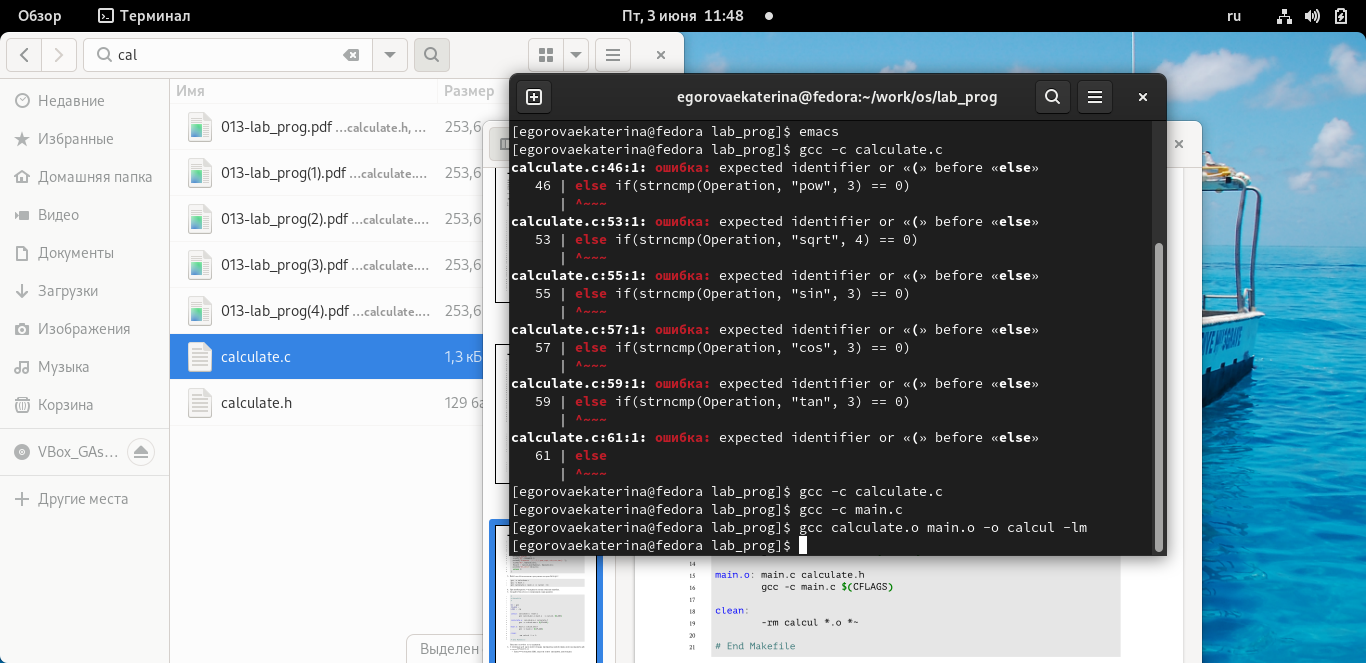 Обзор
Терминал
Пт, 3 июня 11:48
ru
cal
Недавние
Избранные
Домашняя папка
Видео
Документы
Загрузки
Изображения
Музыка
Корзина
VBox_GAs…
Другие места
Имя
Размер
013-lab_prog.pdf …calculate.h, …
253,6
013-lab_prog(1).pdf …calculate.…
253,6
013-lab_prog(2).pdf …calculate.…
253,6
013-lab_prog(3).pdf …calculate.…
253,6
013-lab_prog(4).pdf …calculate.…
253,6
calculate.c
1,3 кБ
calculate.h
129 ба
Выделен
egorovaekaterina@fedora:~/work/os/lab_prog
[egorovaekaterina@fedora lab_prog]$ emacs
[egorovaekaterina@fedora lab_prog]$ gcc -c calculate.c
calculate.c:46:1: ошибка: expected identifier or «(» before «else»
46 | else if(strncmp(Operation, "pow", 3) == 0)
| ^~~~
calculate.c:53:1: ошибка: expected identifier or «(» before «else»
53 | else if(strncmp(Operation, "sqrt", 4) == 0)
| ^~~~
calculate.c:55:1: ошибка: expected identifier or «(» before «else»
55 | else if(strncmp(Operation, "sin", 3) == 0)
| ^~~~
calculate.c:57:1: ошибка: expected identifier or «(» before «else»
57 | else if(strncmp(Operation, "cos", 3) == 0)
| ^~~~
calculate.c:59:1: ошибка: expected identifier or «(» before «else»
59 | else if(strncmp(Operation, "tan", 3) == 0)
| ^~~~
calculate.c:61:1: ошибка: expected identifier or «(» before «else»
61 | else
| ^~~~
[egorovaekaterina@fedora lab_prog]$ gcc -c calculate.c
[egorovaekaterina@fedora lab_prog]$ gcc -c main.c
[egorovaekaterina@fedora lab_prog]$ gcc calculate.o main.o -o calcul -lm
[egorovaekaterina@fedora lab_prog]$
14
15 main.o: main.c calculate.h
16 gcc -c main.c $(CFLAGS)
17
18 clean:
19 -rm calcul *.o *~
20
21 # End Makefile